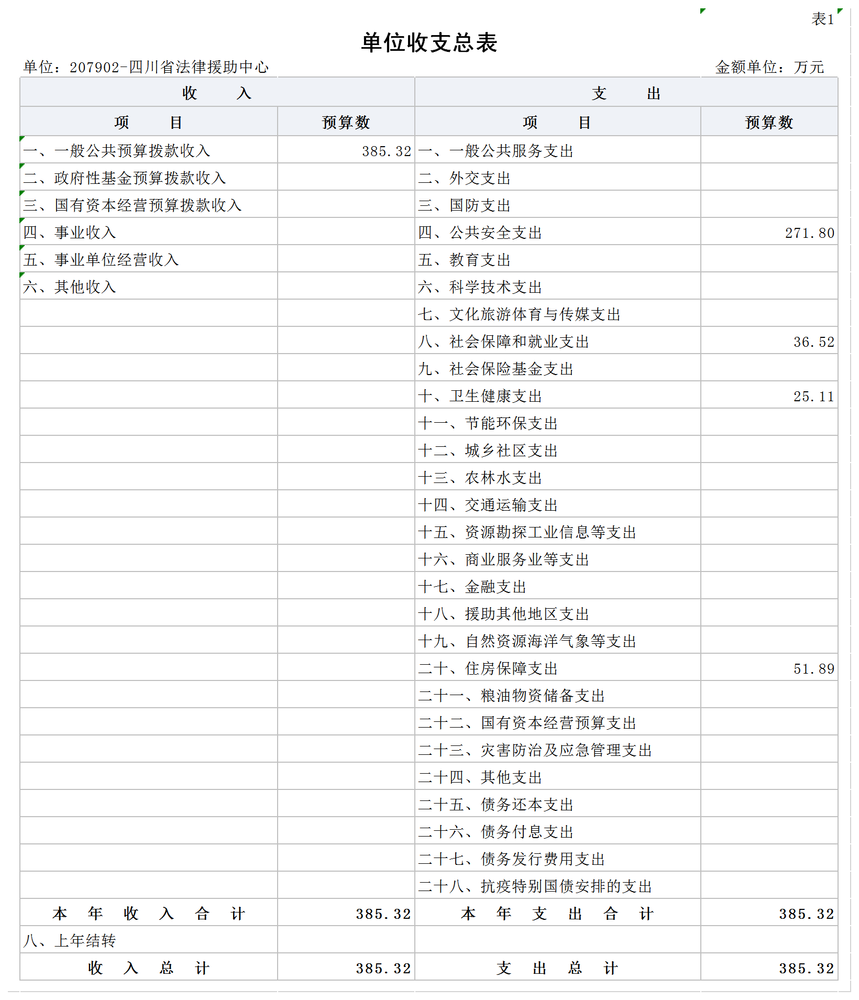 表1
单位收支总表
单位：207902-四川省法律援助中心 金额单位：万元
收 入 支 出
项 目 预算数 项 目 预算数
一、一般公共预算拨款收入 385.32 一、一般公共服务支出
二、政府性基金预算拨款收入 二、外交支出
三、国有资本经营预算拨款收入 三、国防支出
四、事业收入 四、公共安全支出 271.80
五、事业单位经营收入 五、教育支出
六、其他收入 六、科学技术支出
七、文化旅游体育与传媒支出
八、社会保障和就业支出 36.52
九、社会保险基金支出
十、卫生健康支出 25.11
十一、节能环保支出
十二、城乡社区支出
十三、农林水支出
十四、交通运输支出
十五、资源勘探工业信息等支出
十六、商业服务业等支出
十七、金融支出
十八、援助其他地区支出
十九、自然资源海洋气象等支出
二十、住房保障支出 51.89
二十一、粮油物资储备支出
二十二、国有资本经营预算支出
二十三、灾害防治及应急管理支出
二十四、其他支出
二十五、债务还本支出
二十六、债务付息支出
二十七、债务发行费用支出
二十八、抗疫特别国债安排的支出
本 年 收 入 合 计 385.32 本 年 支 出 合 计 385.32
八、上年结转
收 入 总 计 385.32 支 出 总 计 385.32